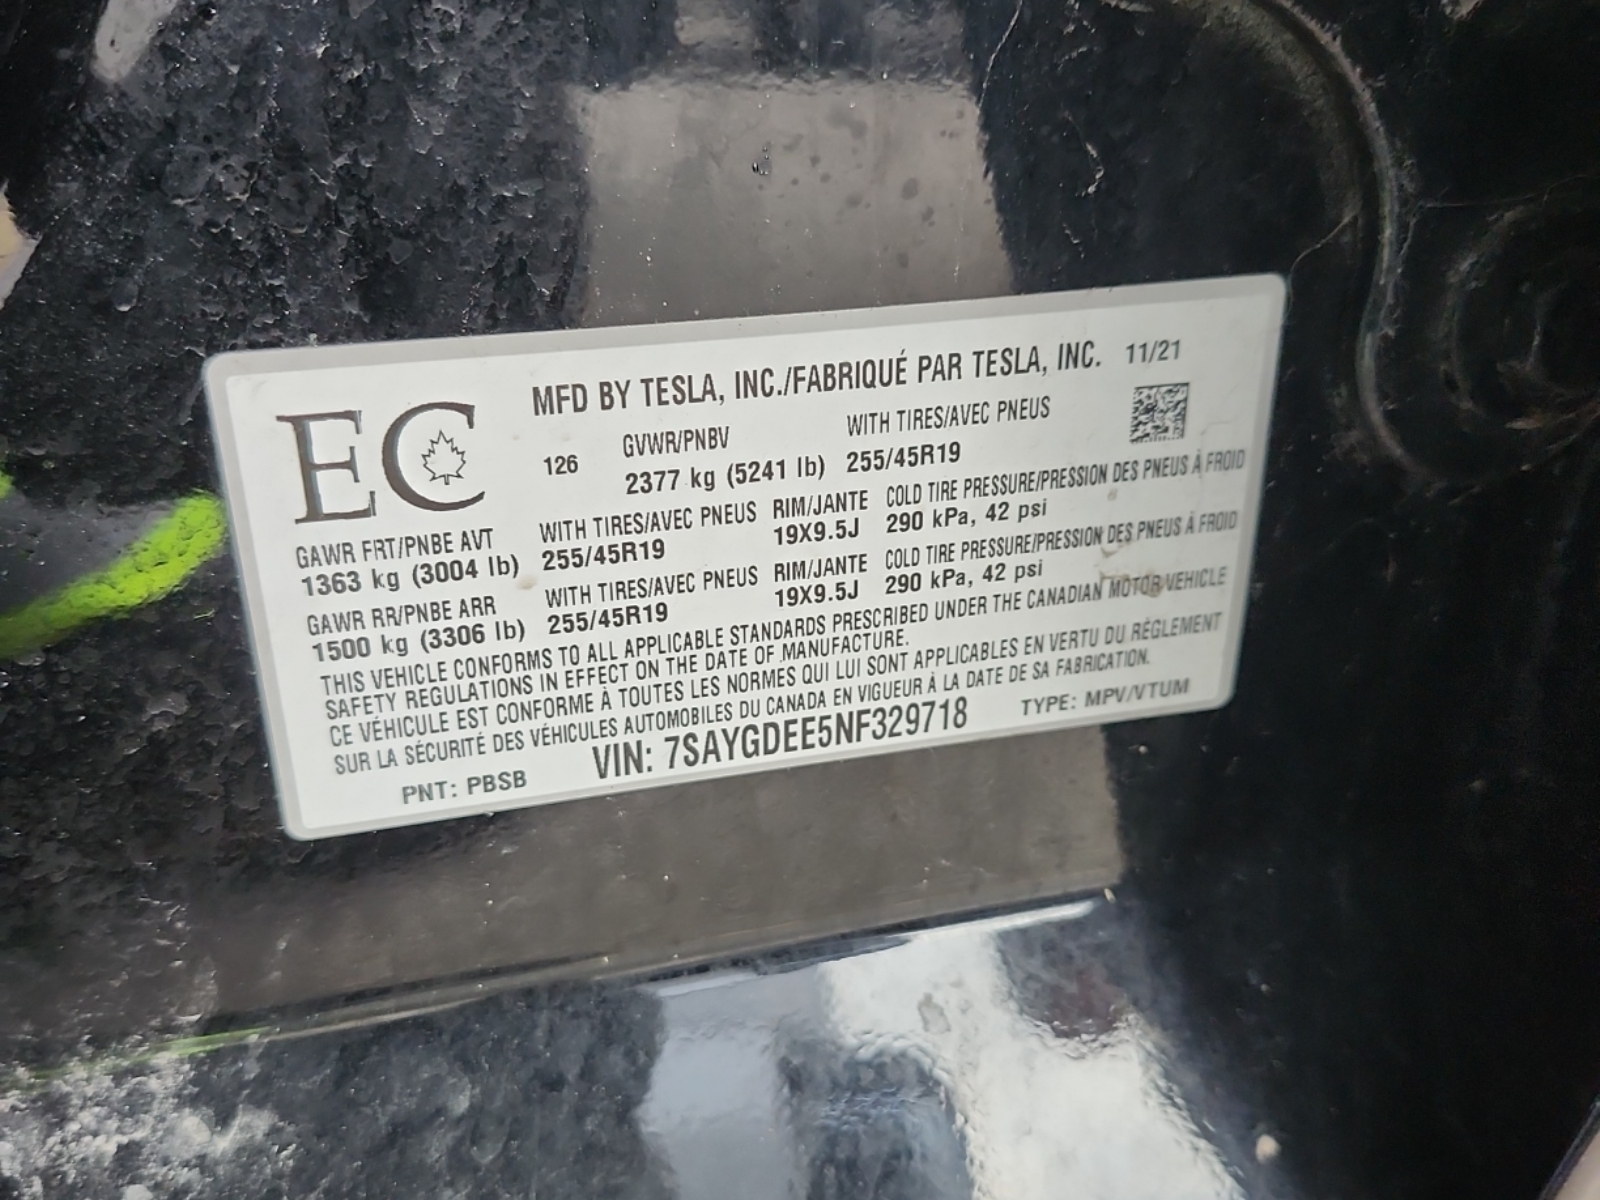 MFD BY TESLA, INC./FABRIQUÉ PAR TESLA, INC. 11/21
EC
126 GVWR/PNBV WITH TIRES/AVEC PNEUS
2377 kg (5241 lb) 255/45R19
GAWR FRT/PNBE AVT WITH TIRES/AVEC PNEUS RIM/JANTE COLD TIRE PRESSURE/PRESSION DES PNEUS À FROID
1363 kg (3004 lb) 255/45R19 19X9.5J 290 kPa, 42 psi
GAWR RR/PNBE ARR WITH TIRES/AVEC PNEUS RIM/JANTE COLD TIRE PRESSURE/PRESSION DES PNEUS À FROID
1500 kg (3306 lb) 255/45R19 19X9.5J 290 kPa, 42 psi
THIS VEHICLE CONFORMS TO ALL APPLICABLE STANDARDS PRESCRIBED UNDER THE CANADIAN MOTOR VEHICLE
SAFETY REGULATIONS IN EFFECT ON THE DATE OF MANUFACTURE.
CE VÉHICULE EST CONFORME À TOUTES LES NORMES QUI LUI SONT APPLICABLES EN VERTU DU RÈGLEMENT
SUR LA SÉCURITÉ DES VÉHICULES AUTOMOBILES DU CANADA EN VIGUEUR À LA DATE DE SA FABRICATION.
PNT: PBSB VIN: 7SAYGDEE5NF329718 TYPE: MPV/VTUM